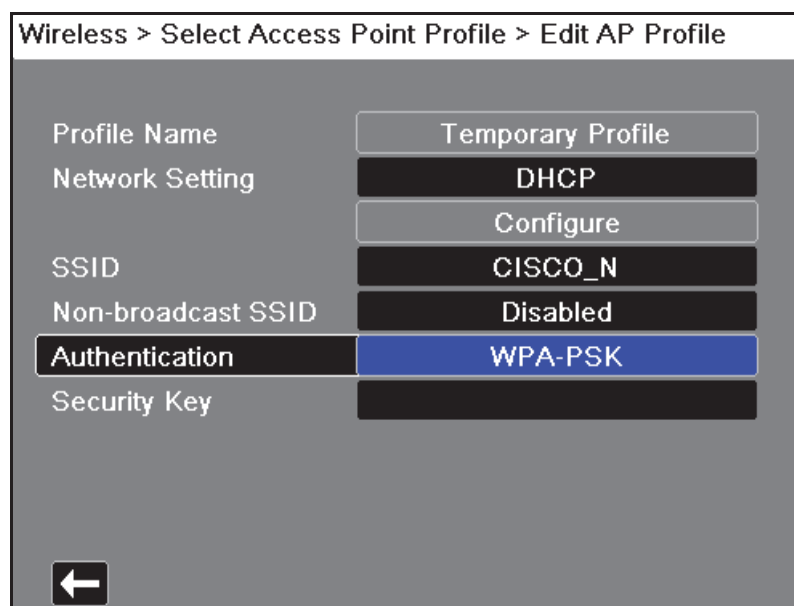 Wireless > Select Access Point Profile > Edit AP Profile
Profile Name Temporary Profile
Network Setting DHCP
Configure
SSID CISCO_N
Non-broadcast SSID Disabled
Authentication WPA-PSK
Security Key